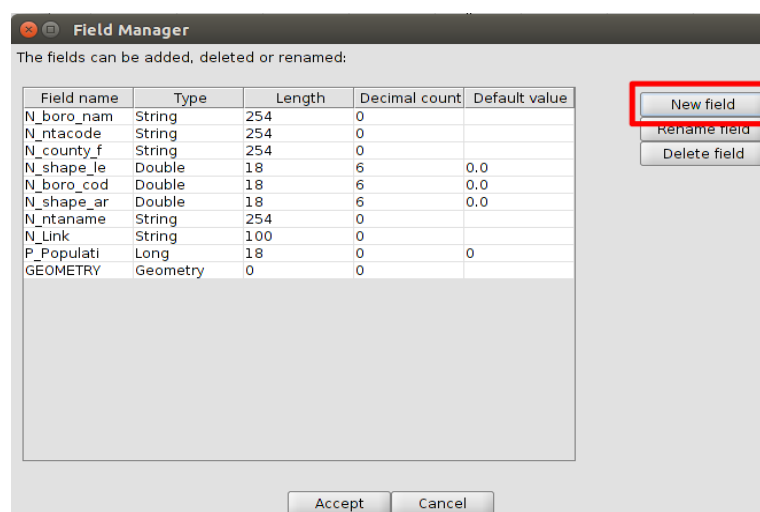 Field Manager
The fields can be added, deleted or renamed:
Field name Type Length Decimal count Default value
N_boro_nam String 254 0
N_ntacode String 254 0
N_county_f String 254 0
N_shape_le Double 18 6 0.0
N_boro_cod Double 18 6 0.0
N_shape_ar Double 18 6 0.0
N_ntaname String 254 0
N_Link String 100 0
P_Populati Long 18 0 0
GEOMETRY Geometry 0 0
New field
Rename field
Delete field
Accept Cancel